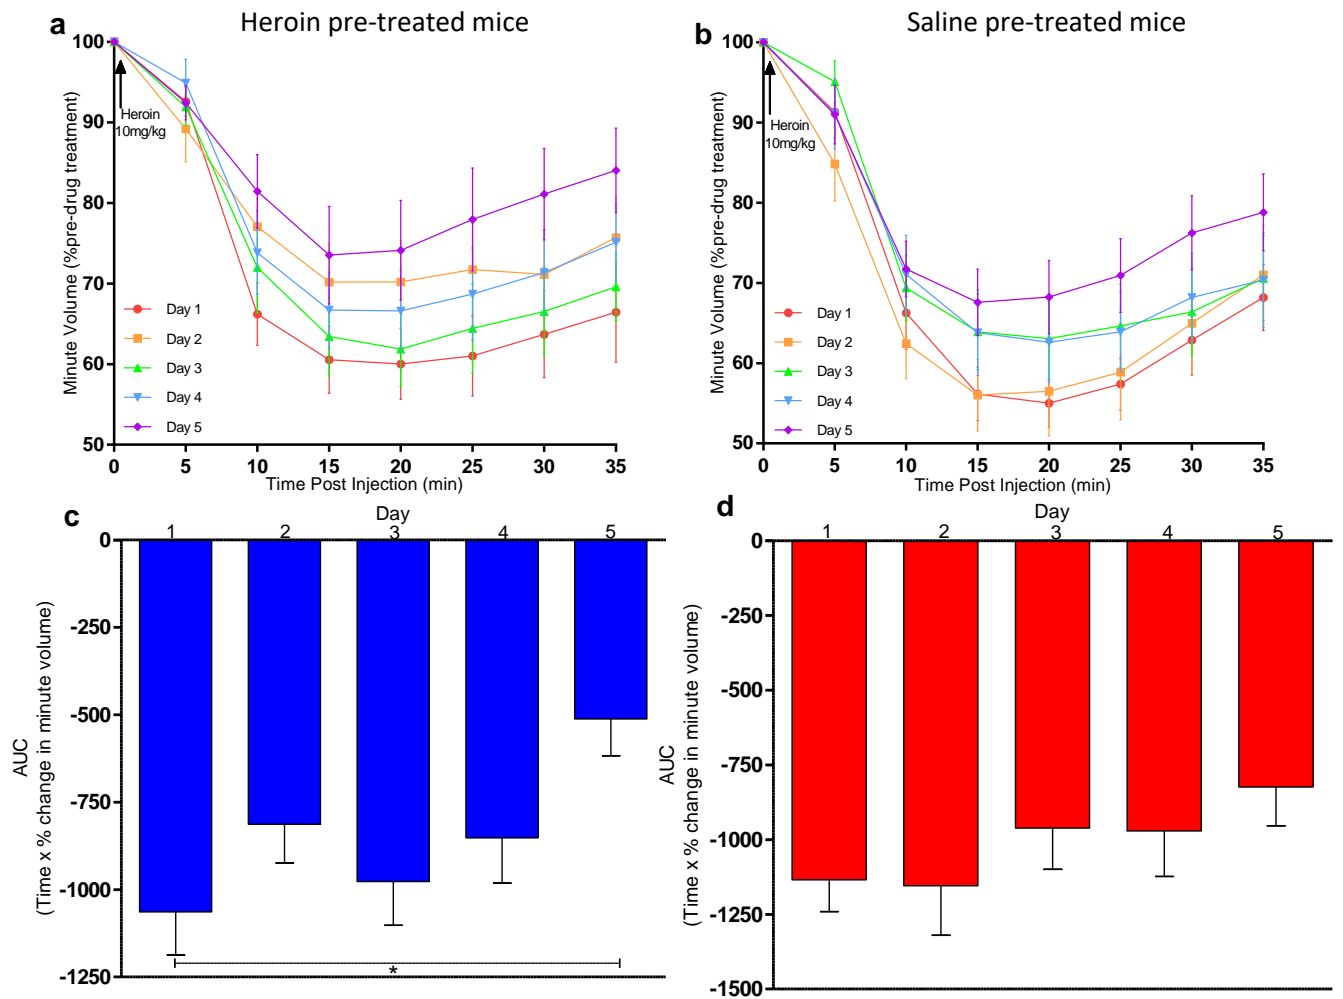 a
Heroin pre-treated mice
100
90
80
70
60
50
Minute Volume (%pre-drug treatment)
Heroin
10mg/kg
Day 1
Day 2
Day 3
Day 4
Day 5
0 5 10 15 20 25 30 35
Time Post Injection (min)
b
Saline pre-treated mice
100
90
80
70
60
50
Minute Volume (%pre-drug treatment)
Heroin
10mg/kg
Day 1
Day 2
Day 3
Day 4
Day 5
0 5 10 15 20 25 30 35
Time Post Injection (min)
c
Day
1 2 3 4 5
0
-250
-500
-750
-1000
-1250
AUC
(Time x % change in minute volume)
*
d
Day
1 2 3 4 5
0
-250
-500
-750
-1000
-1250
-1500
AUC
(Time x % change in minute volume)